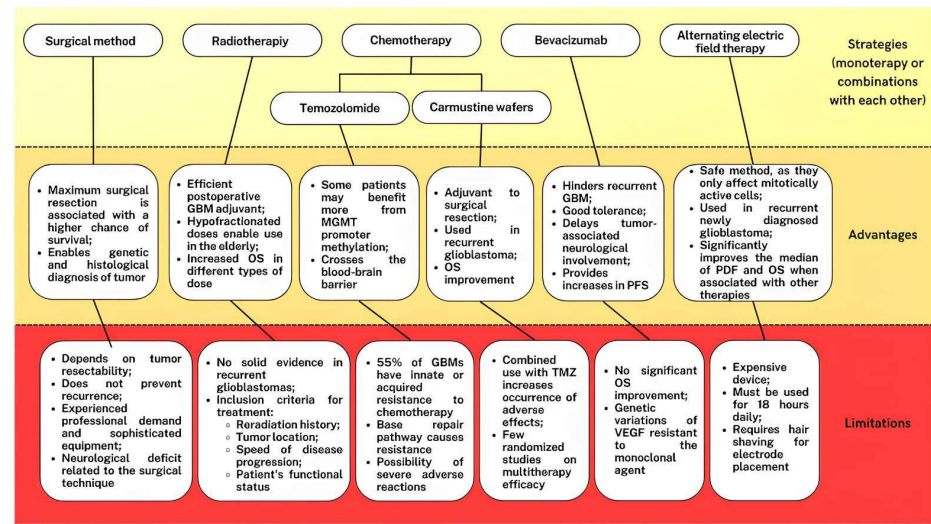 Surgical method
Radiotherapiy
Chemotherapy
Bevacizumab
Alternating electric
field therapy
Strategies
(monoterapy or
combinations
with each other)
Temozolomide
Carmustine wafers
• Maximum surgical
resection is
associated with a
higher chance of
survival;
• Enables genetic
and histological
diagnosis of tumor
• Efficient
postoperative
GBM adjuvant;
• Hypofractionated
doses enable use
in the elderly;
• Increased OS in
different types of
dose
• Some patients
may benefit
more from
MGMT
promoter
methylation;
• Crosses the
blood-brain
barrier
• Adjuvant to
surgical
resection;
• Used in
recurrent
glioblastoma;
• OS
improvement
• Hinders recurrent
GBM;
• Good tolerance;
• Delays tumor-
associated
neurological
involvement;
• Provides
increases in PFS
• Safe method, as they
only affect mitotically
active cells;
• Used in recurrent
newly diagnosed
glioblastoma;
• Significantly
improves the median
of PDF and OS when
associated with other
therapies
Advantages
• Depends on tumor
resectability;
• Does not prevent
recurrence;
• Experienced
professional demand
and sophisticated
equipment;
• Neurological deficit
related to the surgical
technique
• No solid evidence in
recurrent
glioblastomas;
• Inclusion criteria for
treatment:
○ Reradiation history;
○ Tumor location;
○ Speed of disease
progression;
○ Patient's functional
status
• 55% of GBMs
have innate or
acquired
resistance to
chemotherapy
• Base repair
pathway causes
resistance
• Possibility of
severe adverse
reactions
• Combined
use with TMZ
increases
occurrence of
adverse
effects;
• Few
randomized
studies on
multitherapy
efficacy
• No significant
OS
improvement;
• Genetic
variations of
VEGF resistant
to the
monoclonal
agent
• Expensive
device;
• Must be used
for 18 hours
daily;
• Requires hair
shaving for
electrode
placement
Limitations